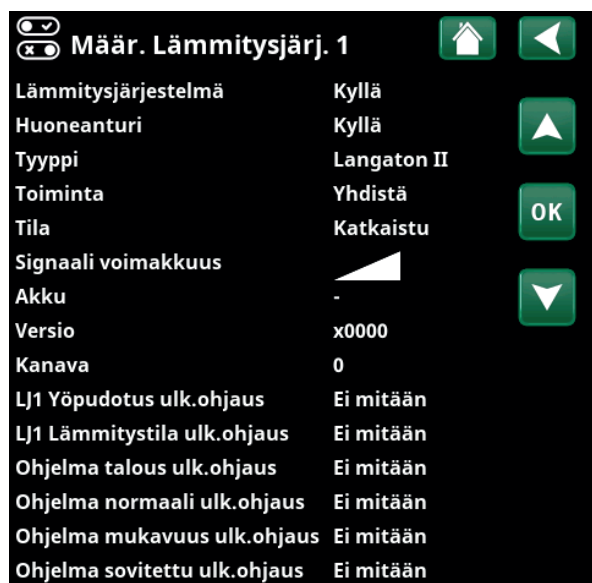 Määr. Lämmitysjärj. 1
Lämmitysjärjestelmä Kyllä
Huoneanturi Kyllä
Tyyppi Langaton II
Toiminta Yhdistä
OK
Tila Katkaistu
Signaali voimakkuus
Akku -
Versio x0000
Kanava 0
LJ1 Yöpudotus ulk.ohjaus Ei mitään
LJ1 Lämmitystila ulk.ohjaus Ei mitään
Ohjelma talous ulk.ohjaus Ei mitään
Ohjelma normaali ulk.ohjaus Ei mitään
Ohjelma mukavuus ulk.ohjaus Ei mitään
Ohjelma sovitettu ulk.ohjaus Ei mitään